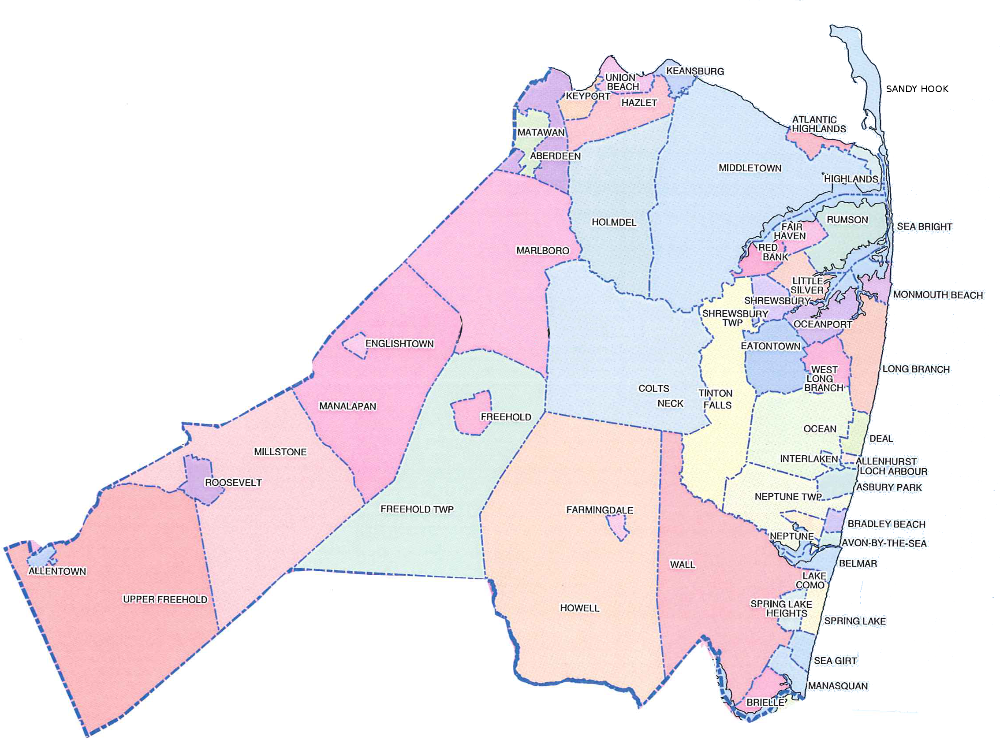 KEANSBURG
UNION
BEACH
SANDY HOOK
KEYPORT
HAZLET
ATLANTIC
HIGHLANDS
MATAWAN
ABERDEEN
MIDDLETOWN
HIGHLANDS
HOLMDEL
RUMSON
SEA BRIGHT
FAIR
HAVEN
RED
BANK
MARLBORO
LITTLE
SILVER
MONMOUTH BEACH
SHREWSBURY
SHREWSBURY
TWP
OCEANPORT
ENGLISHTOWN
EATONTOWN
WEST
LONG
BRANCH
LONG BRANCH
COLTS
NECK
TINTON
FALLS
MANALAPAN
FREEHOLD
OCEAN
DEAL
MILLSTONE
INTERLAKEN
ALLENHURST
LOCH ARBOUR
ROOSEVELT
ASBURY PARK
NEPTUNE TWP
FREEHOLD TWP
FARMINGDALE
BRADLEY BEACH
NEPTUNE
AVON-BY-THE-SEA
WALL
BELMAR
ALLENTOWN
LAKE
COMO
UPPER FREEHOLD
HOWELL
SPRING LAKE
HEIGHTS
SPRING LAKE
SEA GIRT
MANASQUAN
BRIELLE